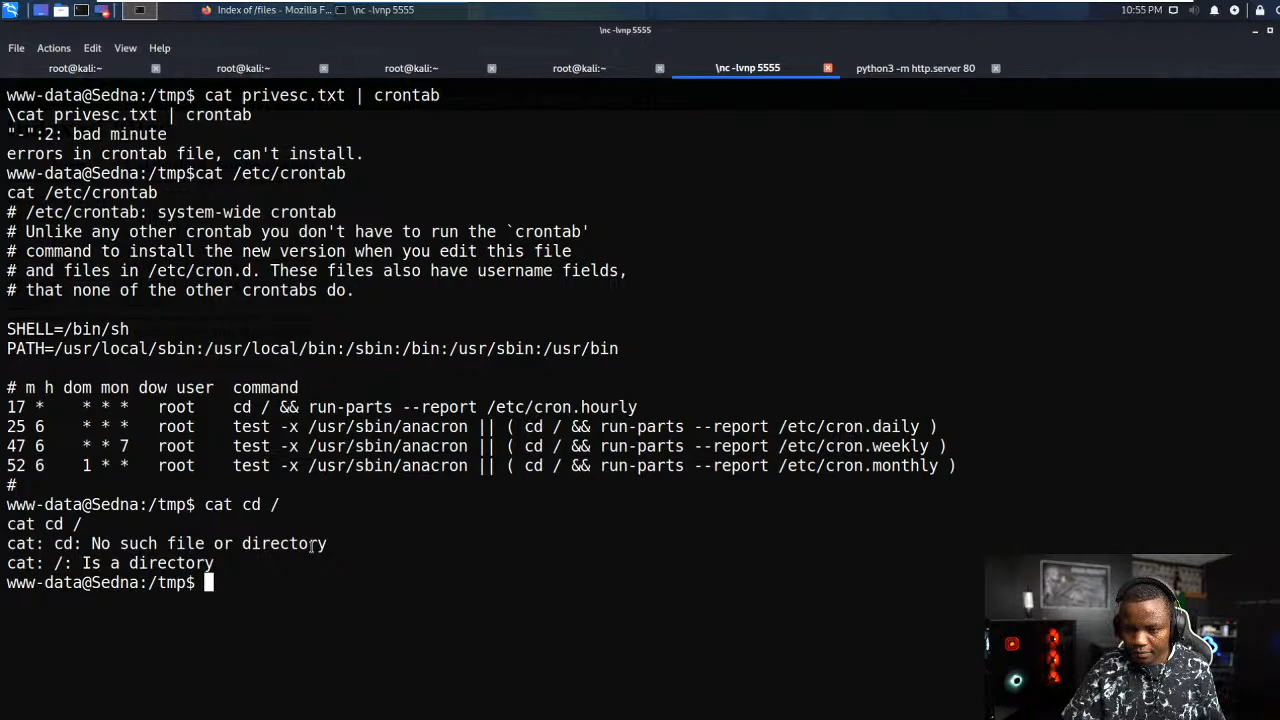 Index of /files - Mozilla F...
\nc -lvnp 5555
10:55 PM
\nc -lvnp 5555
File Actions Edit View Help
root@kali:~
root@kali:~
root@kali:~
root@kali:~
\nc -lvnp 5555
python3 -m http.server 80
www-data@Sedna:/tmp$ cat privesc.txt | crontab
\cat privesc.txt | crontab
"-":2: bad minute
errors in crontab file, can't install.
www-data@Sedna:/tmp$cat /etc/crontab
cat /etc/crontab
# /etc/crontab: system-wide crontab
# Unlike any other crontab you don't have to run the `crontab'
# command to install the new version when you edit this file
# and files in /etc/cron.d. These files also have username fields,
# that none of the other crontabs do.
SHELL=/bin/sh
PATH=/usr/local/sbin:/usr/local/bin:/sbin:/bin:/usr/sbin:/usr/bin
# m h dom mon dow user command
17 * * * * root cd / && run-parts --report /etc/cron.hourly
25 6 * * * root test -x /usr/sbin/anacron || ( cd / && run-parts --report /etc/cron.daily )
47 6 * * 7 root test -x /usr/sbin/anacron || ( cd / && run-parts --report /etc/cron.weekly )
52 6 1 * * root test -x /usr/sbin/anacron || ( cd / && run-parts --report /etc/cron.monthly )
#
www-data@Sedna:/tmp$ cat cd /
cat cd /
cat: cd: No such file or directory
cat: /: Is a directory
www-data@Sedna:/tmp$